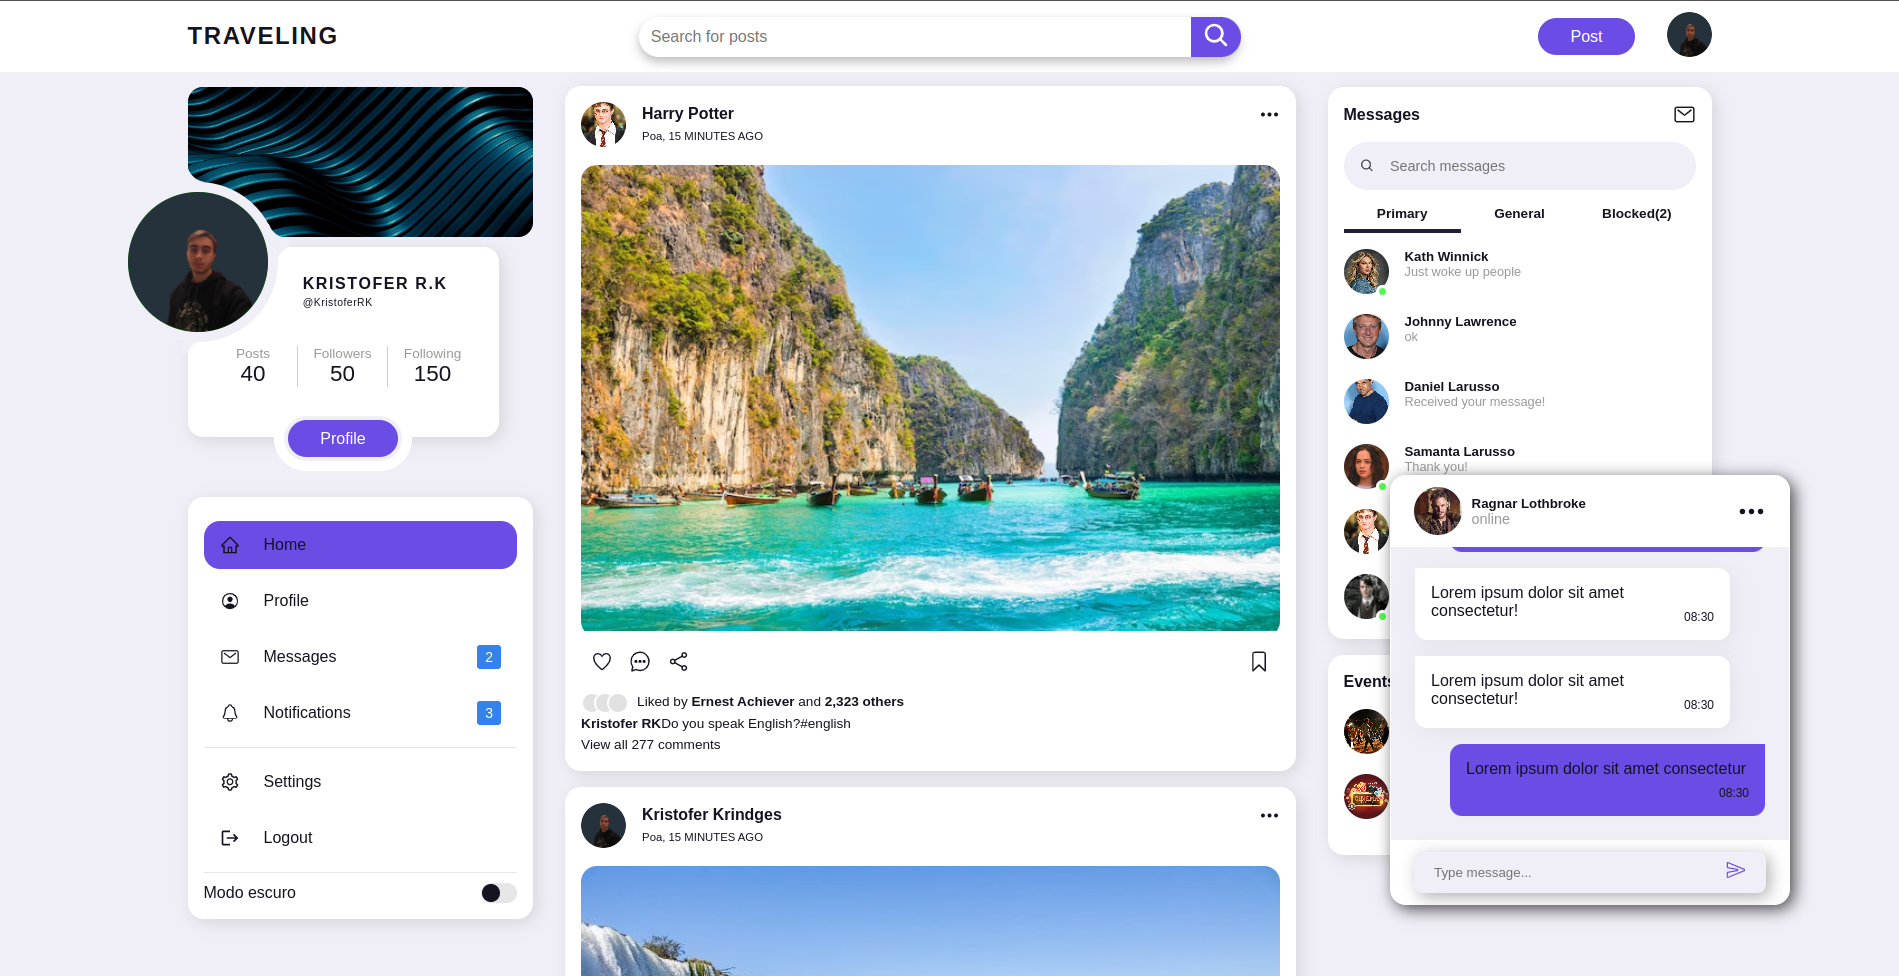 TRAVELING
Search for posts
Post
KRISTOFER R.K
@KristoferRK
Posts
40
Followers
50
Following
150
Profile
Home
Profile
Messages
2
Notifications
3
Settings
Logout
Modo escuro
Harry Potter
Poa, 15 MINUTES AGO
Liked by Ernest Achiever and 2,323 others
Kristofer RKDo you speak English?#english
View all 277 comments
Kristofer Krindges
Poa, 15 MINUTES AGO
Messages
Search messages
Primary
General
Blocked(2)
Kath Winnick
Just woke up people
Johnny Lawrence
ok
Daniel Larusso
Received your message!
Samanta Larusso
Thank you!
Events
Ragnar Lothbroke
online
Lorem ipsum dolor sit amet
consectetur!
08:30
Lorem ipsum dolor sit amet
consectetur!
08:30
Lorem ipsum dolor sit amet consectetur
08:30
Type message...